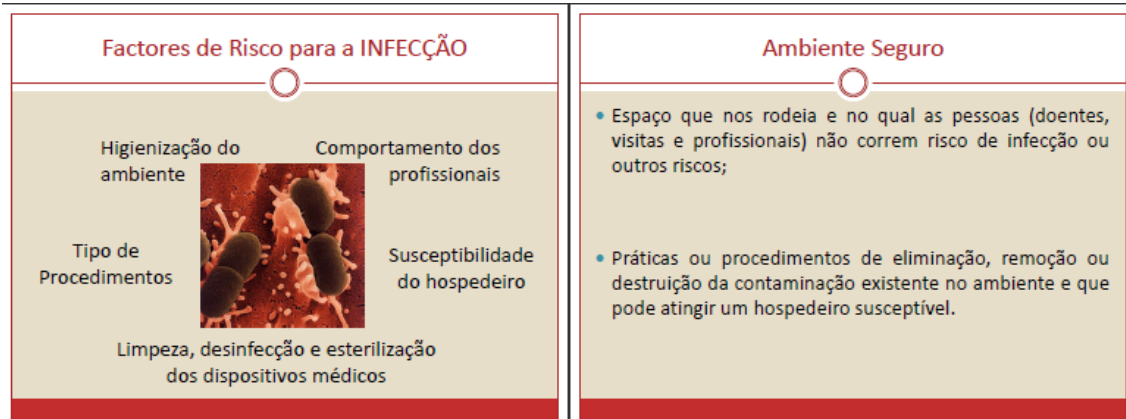 Factores de Risco para a INFECÇÃO
Higienização do
ambiente
Comportamento dos
profissionais
Tipo de
Procedimentos
Susceptibilidade
do hospedeiro
Limpeza, desinfecção e esterilização
dos dispositivos médicos
Ambiente Seguro
• Espaço que nos rodeia e no qual as pessoas (doentes,
visitas e profissionais) não correm risco de infecção ou
outros riscos;
• Práticas ou procedimentos de eliminação, remoção ou
destruição da contaminação existente no ambiente e que
pode atingir um hospedeiro susceptível.